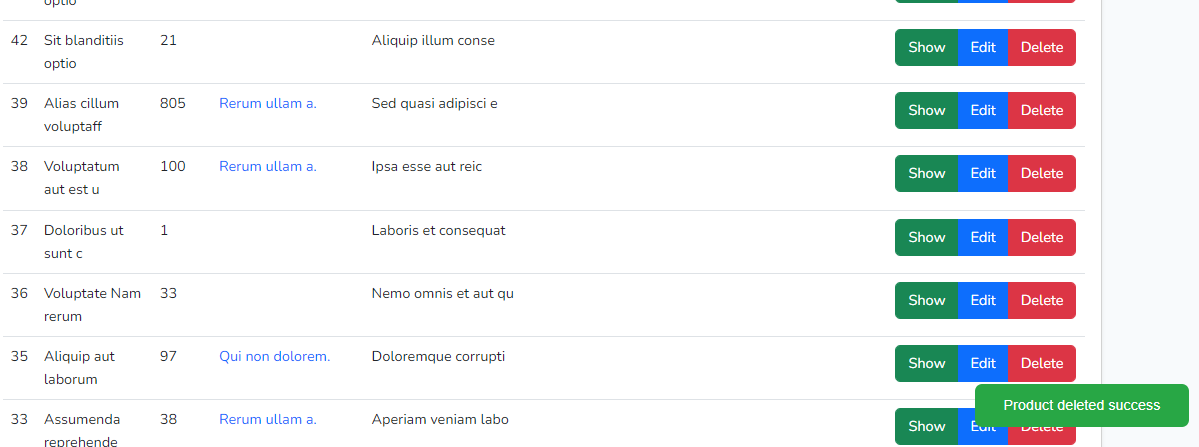 optio
42 Sit blanditiis 21 Aliquip illum conse Show Edit Delete
optio
39 Alias cillum 805 Rerum ullam a. Sed quasi adipisci e Show Edit Delete
voluptaff
38 Voluptatum 100 Rerum ullam a. Ipsa esse aut reic Show Edit Delete
aut est u
37 Doloribus ut 1 Laboris et consequat Show Edit Delete
sunt c
36 Voluptate Nam 33 Nemo omnis et aut qu Show Edit Delete
rerum
35 Aliquip aut 97 Qui non dolorem. Doloremque corrupti Show Edit Delete
laborum
Product deleted success
33 Assumenda 38 Rerum ullam a. Aperiam veniam labo Show Edit Delete
reprehende